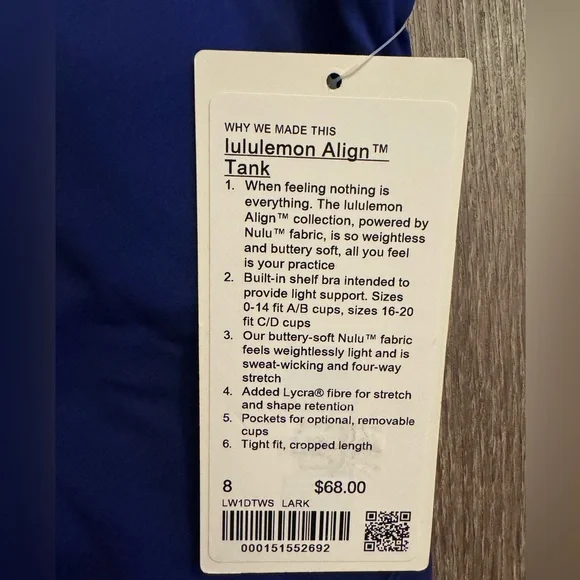 WHY WE MADE THIS
lululemon Align™
Tank
1. When feeling nothing is
everything. The lululemon
Align™ collection, powered by
Nulu™ fabric, is so weightless
and buttery soft, all you feel
is your practice
2. Built-in shelf bra intended to
provide light support. Sizes
0-14 fit A/B cups, sizes 16-20
fit C/D cups
3. Our buttery-soft Nulu™ fabric
feels weightlessly light and is
sweat-wicking and four-way
stretch
4. Added Lycra® fibre for stretch
and shape retention
5. Pockets for optional, removable
cups
6. Tight fit, cropped length
8 $68.00
LW1DTWS LARK
000151552692